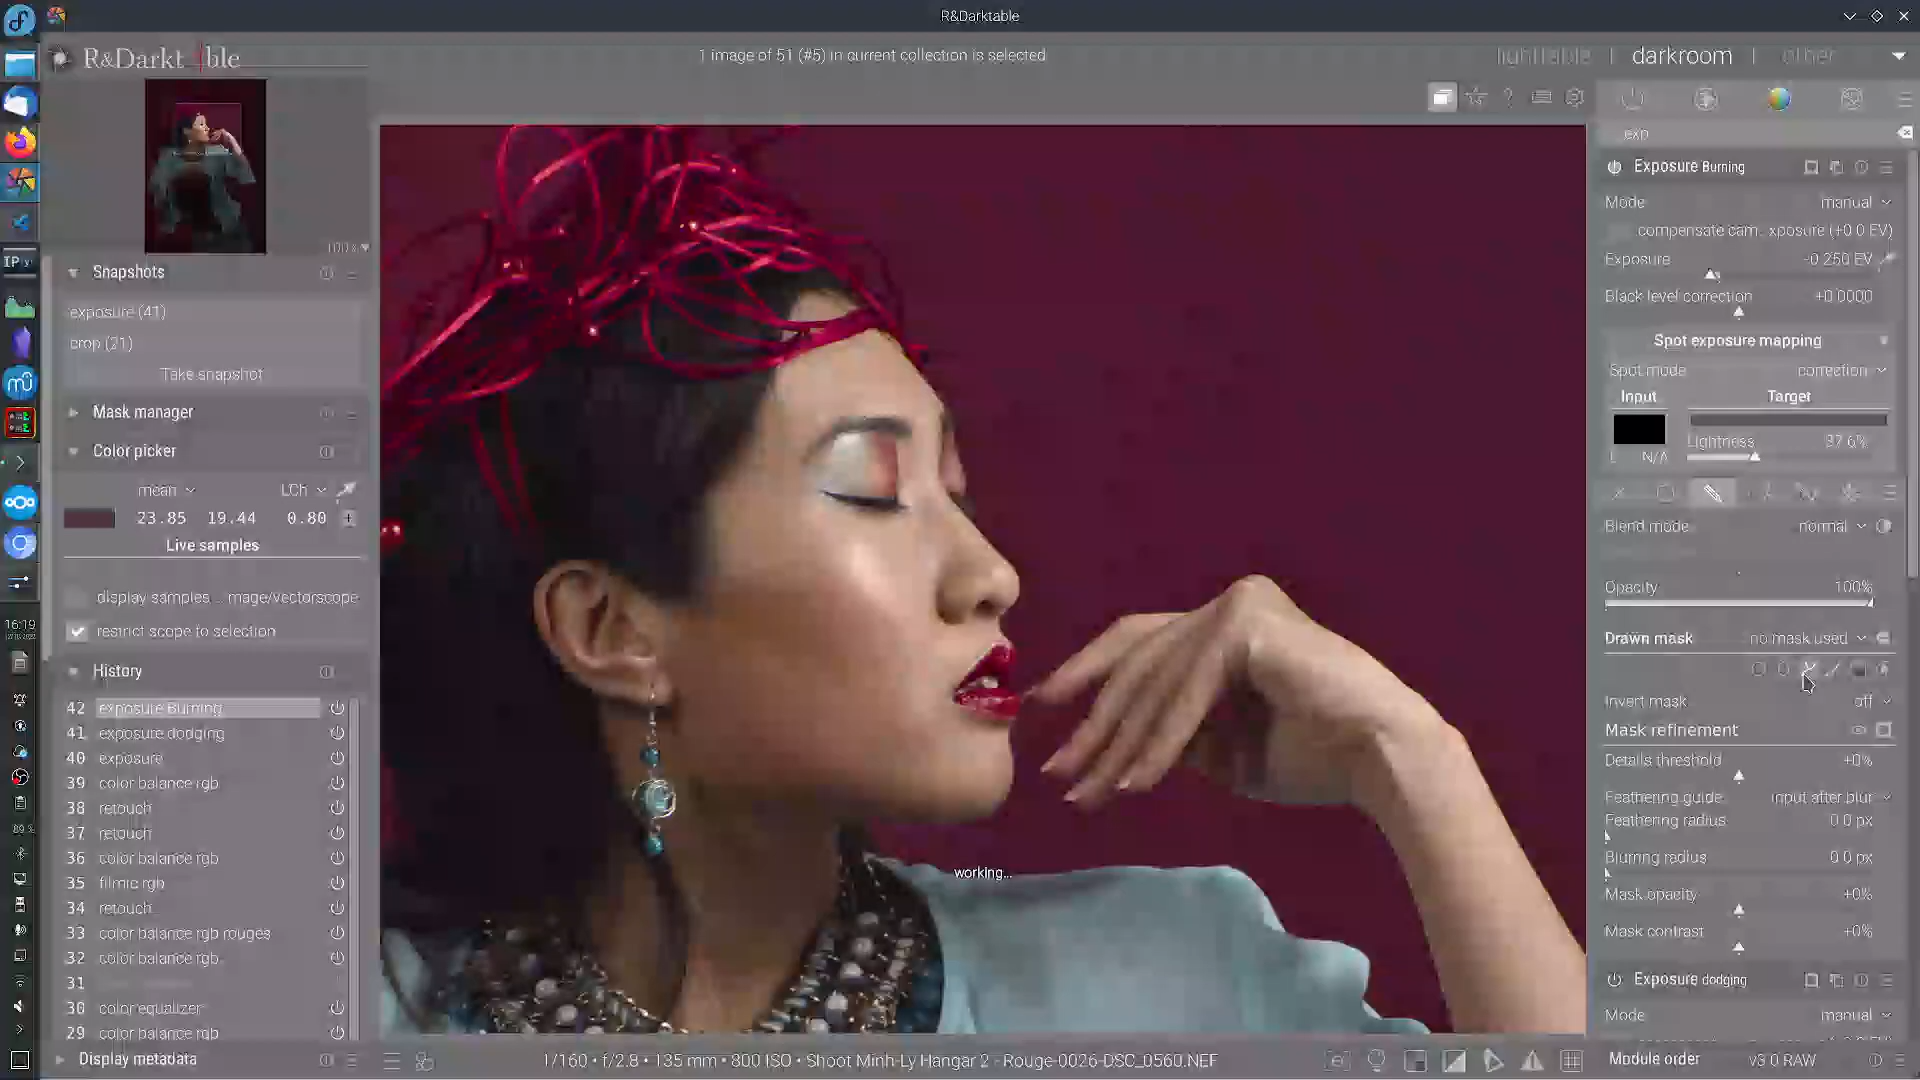 R&Darktable
R&Darkt ble
1 image of 51 (#5) in current collection is selected
lighttable | darkroom | other
100%
exp
Exposure Burning
Mode manual
compensate cam.. xposure (+0.0 EV)
Exposure -0.250 EV
Black level correction +0.0000
Spot exposure mapping
Spot mode correction
Input Target
Lightness 37.6%
L N/A
Blend mode normal
Opacity 100%
Drawn mask no mask used
Invert mask off
Mask refinement
Details threshold +0%
Feathering guide input after blur
Feathering radius 0.0 px
Blurring radius 0.0 px
Mask opacity +0%
Mask contrast +0%
Exposure dodging
Mode manual
Module order v3.0 RAW
Snapshots
exposure (41)
crop (21)
Take snapshot
Mask manager
Color picker
mean LCh
23.85 19.44 0.80 +
Live samples
display samples ... mage/vectorscope
restrict scope to selection
History
42 exposure Burning
41 exposure dodging
40 exposure
39 color balance rgb
38 retouch
37 retouch
36 color balance rgb
35 filmic rgb
34 retouch
33 color balance rgb rouges
32 color balance rgb
31
30 color equalizer
29 color balance rgb
Display metadata
working...
1/160 • f/2.8 • 135 mm • 800 ISO • Shoot Minh-Ly Hangar 2 - Rouge-0026-DSC_0560.NEF
IP
16:19
89 %